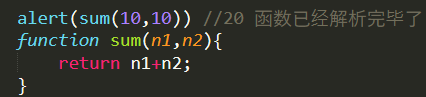 alert(sum(10,10)) //20 函数已经解析完毕了
function sum(n1,n2){
    return n1+n2;
}